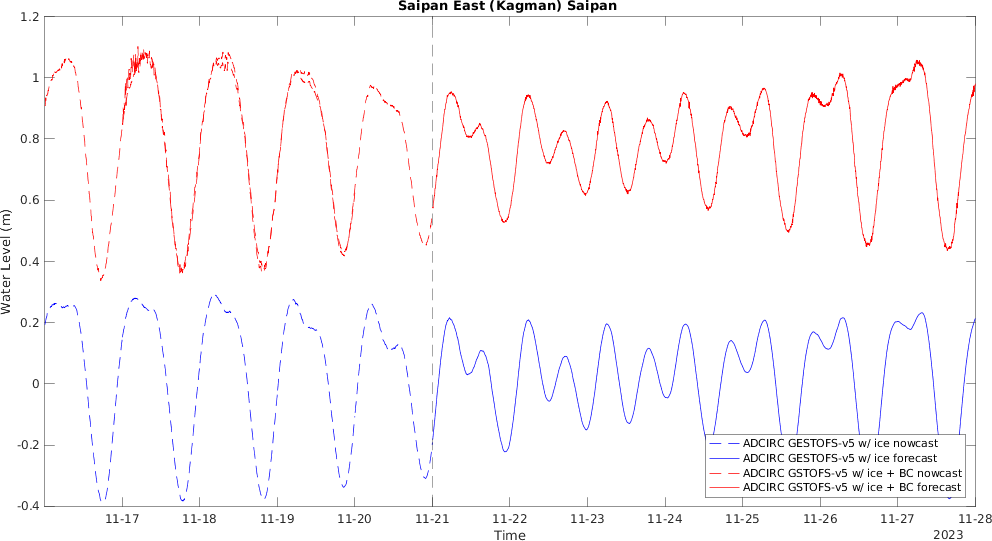 Saipan East (Kagman) Saipan
1.2
1
0.8
0.6
0.4
0.2
0
-0.2
-0.4
Water Level (m)
ADCIRC GESTOFS-v5 w/ ice nowcast
ADCIRC GESTOFS-v5 w/ ice forecast
ADCIRC GSTOFS-v5 w/ ice + BC nowcast
ADCIRC GSTOFS-v5 w/ ice + BC forecast
11-17 11-18 11-19 11-20 11-21 11-22 11-23 11-24 11-25 11-26 11-27 11-28
Time
2023